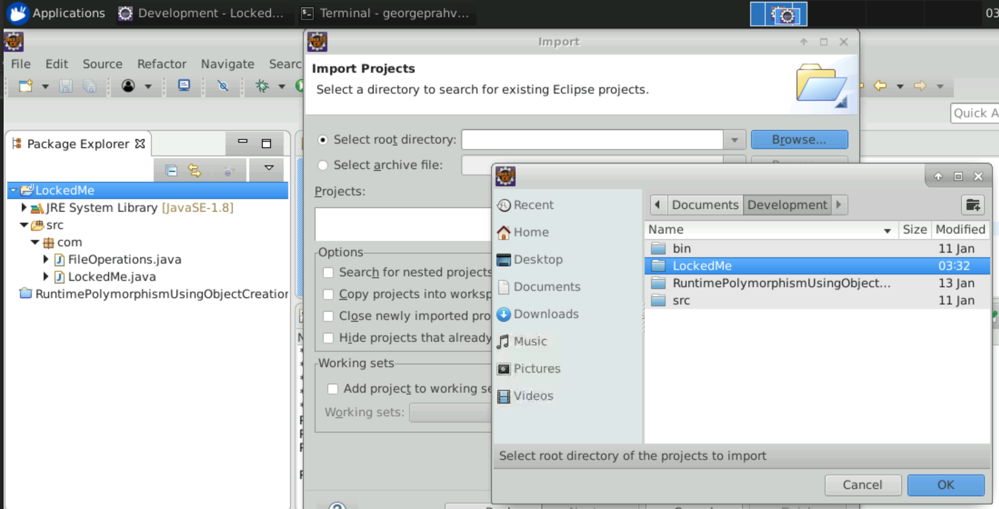 Applications
Development - Locked...
Terminal - georgeprahv...
03
Import
File Edit Source Refactor Navigate Searc
Import Projects
Select a directory to search for existing Eclipse projects.
Quick A
Package Explorer
Select root directory:
Browse...
Select archive file:
LockedMe
JRE System Library [JavaSE-1.8]
src
com
FileOperations.java
LockedMe.java
RuntimePolymorphismUsingObjectCreation
Projects:
Options
Search for nested projects
Copy projects into worksp
Close newly imported pro
Hide projects that already
Working sets
Add project to working se
Working sets:
Recent
Home
Desktop
Documents
Downloads
Music
Pictures
Videos
Documents Development
Name Size Modified
bin 11 Jan
LockedMe 03:32
RuntimePolymorphismUsingObject... 13 Jan
src 11 Jan
Select root directory of the projects to import
Cancel OK